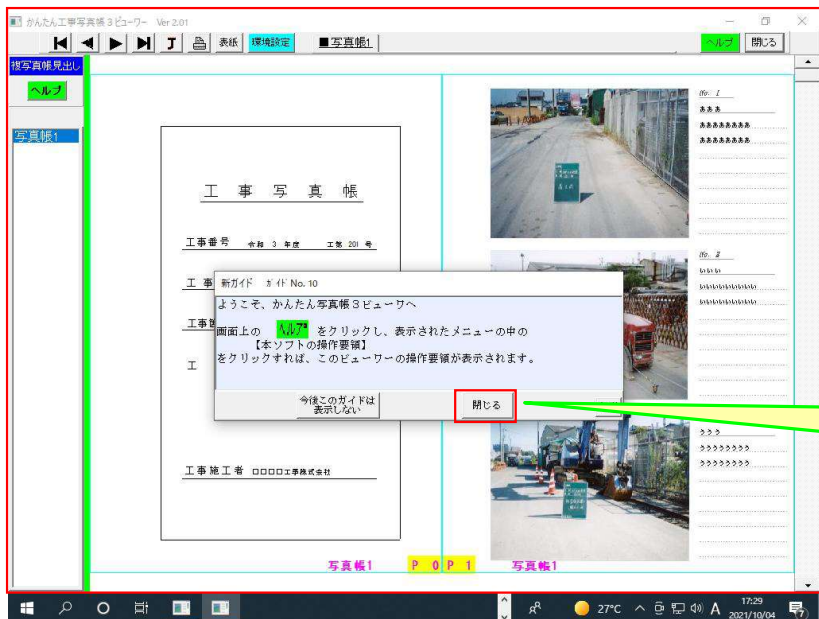 かんたん工事写真帳3ビューワー Ver 2.01
J 表紙 環境設定 ■写真帳1 ヘルプ 閉じる
複写真帳見出し
ヘルプ
写真帳1
工事写真帳
工事番号 令和 3 年度 工第 201 号
工事
工
工事施工者 □□□□工事株式会社
No. 1
あああ
ああああああああ
ああああああああ
No. 2
いいいい
ううう
うううううううう
うううううううう
新ガイド ガイド No. 10
ようこそ、かんたん写真帳3ビューワへ
画面上の ヘルプ をクリックし、表示されたメニューの中の
【本ソフトの操作要領】
をクリックすれば、このビューワーの操作要領が表示されます。
今後このガイドは
表示しない
閉じる
写真帳1 P 0 P 1 写真帳1
27°C A 17:29
2021/10/04
7